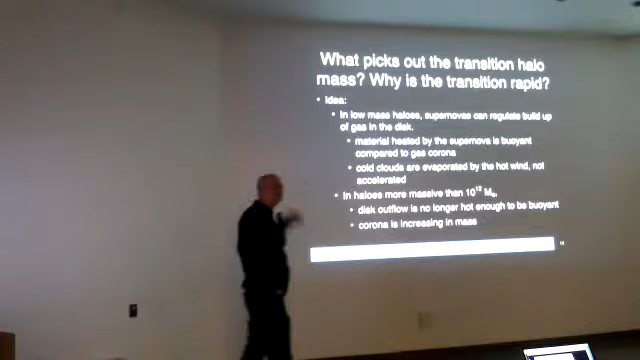 What picks out the transition halo
mass? Why is the transition rapid?
• Idea:
• In low mass haloes, supernovas can regulate build up
of gas in the disk.
• material heated by the supernova is buoyant
compared to gas corona
• cold clouds are evaporated by the hot wind, not
accelerated
• In haloes more massive than 10¹² Mₒ,
• disk outflow is no longer hot enough to be buoyant
• corona is increasing in mass